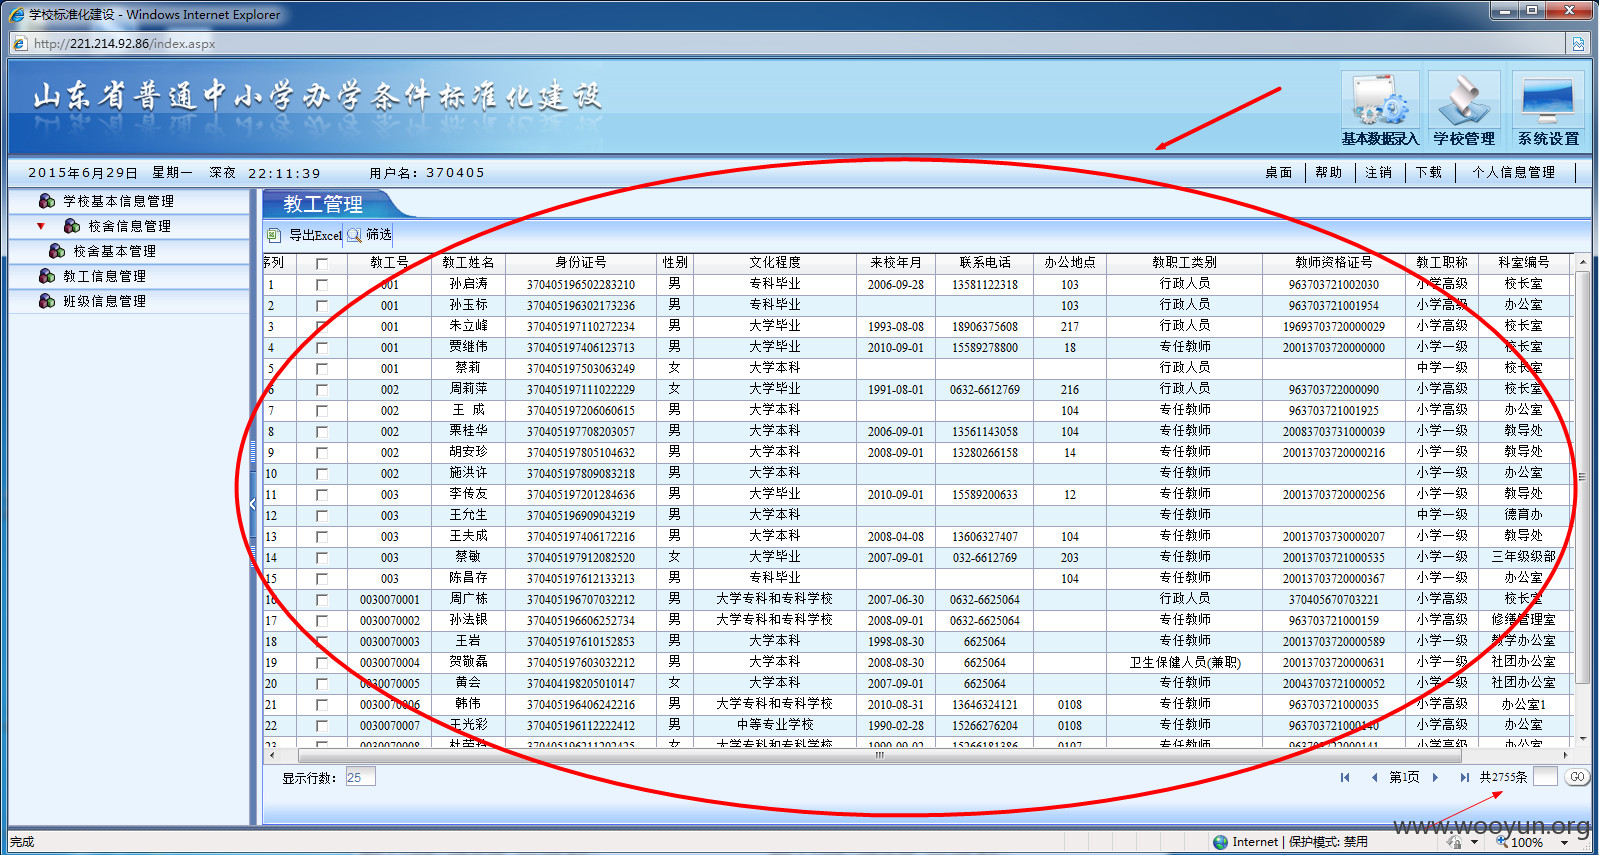 学校标准化建设 - Windows Internet Explorer
http://221.214.92.86/index.aspx
山东省普通中小学办学条件标准化建设
基本数据录入 学校管理 系统设置
2015年6月29日 星期一 深夜 22:11:39 用户名：370405 桌面 帮助 注销 下载 个人信息管理
学校基本信息管理
校舍信息管理
校舍基本管理
教工信息管理
班级信息管理
教工管理
导出Excel 筛选
序列 教工号 教工姓名 身份证号 性别 文化程度 来校年月 联系电话 办公地点 教职工类别 教师资格证号 教工职称 科室编号
1 001 孙启涛 370405196502283210 男 专科毕业 2006-09-28 13581122318 103 行政人员 963703721002030 小学高级 校长室
2 001 孙玉标 370405196302173236 男 专科毕业 103 行政人员 963703721001954 小学高级 办公室
3 001 朱立峰 370405197110272234 男 大学毕业 1993-08-08 18906375608 217 行政人员 19693703720000029 小学高级 校长室
4 001 贾继伟 370405197406123713 男 大学毕业 2010-09-01 15589278800 18 专任教师 20013703720000000 小学一级 校长室
5 001 蔡莉 370405197503063249 女 大学本科 行政人员 中学一级 校长室
6 002 周莉萍 370405197111022229 女 大学毕业 1991-08-01 0632-6612769 216 行政人员 963703722000090 小学高级 校长室
7 002 王 成 370405197206060615 男 大学本科 104 专任教师 963703721001925 小学高级 办公室
8 002 栗桂华 370405197708203057 男 大学本科 2006-09-01 13561143058 104 专任教师 20083703731000039 小学一级 教导处
9 002 胡安珍 370405197805104632 男 大学本科 2008-09-01 13280266158 14 专任教师 20013703720000216 小学一级 教导处
10 002 施洪许 370405197809083218 男 大学本科 专任教师 小学一级 办公室
11 003 李传友 370405197201284636 男 大学毕业 2010-09-01 15589200633 12 专任教师 20013703720000256 小学一级 教导处
12 003 王允生 370405196909043219 男 大学本科 专任教师 中学一级 德育办
13 003 王夫成 370405197406172216 男 大学本科 2008-04-08 13606327407 104 专任教师 20013703730000207 小学一级 教导处
14 003 蔡敏 370405197912082520 女 大学毕业 2007-09-01 032-6612769 203 专任教师 20013703721000535 小学一级 三年级级部
15 003 陈昌存 370405197612133213 男 专科毕业 104 专任教师 20013703720000367 小学一级 办公室
16 0030070001 周广栋 370405196707032212 男 大学专科和专科学校 2007-06-30 0632-6625064 行政人员 370405670703221 小学高级 校长室
17 0030070002 孙法银 370405196606252734 男 大学专科和专科学校 2008-09-01 0632-6625064 专任教师 963703721000159 小学高级 修缮管理室
18 0030070003 王岩 370405197610152853 男 大学本科 1998-08-30 6625064 专任教师 20013703720000589 小学一级 教学办公室
19 0030070004 贺敬磊 370405197603032212 男 大学本科 2008-08-30 6625064 卫生保健人员(兼职) 20013703720000631 小学一级 社团办公室
20 0030070005 黄会 370404198205010147 女 大学本科 2007-09-01 6625064 专任教师 20043703721000052 小学一级 社团办公室
21 0030070006 韩伟 370405196406242216 男 大学专科和专科学校 2010-08-31 13646324121 0108 专任教师 963703721000035 小学高级 办公室1
22 0030070007 王光彩 370405196112222412 男 中等专业学校 1990-02-28 15266276204 0108 专任教师 963703721000140 小学高级 办公室
23 0030070008 370405196211202425 女 大学专科和专科学校 1990-09-02 15266181386 0107 专任教师 963703722000141 小学高级 办公室
显示行数： 25 第1页 共2755条 GO
www.wooyun.org
完成 Internet | 保护模式: 禁用 100%